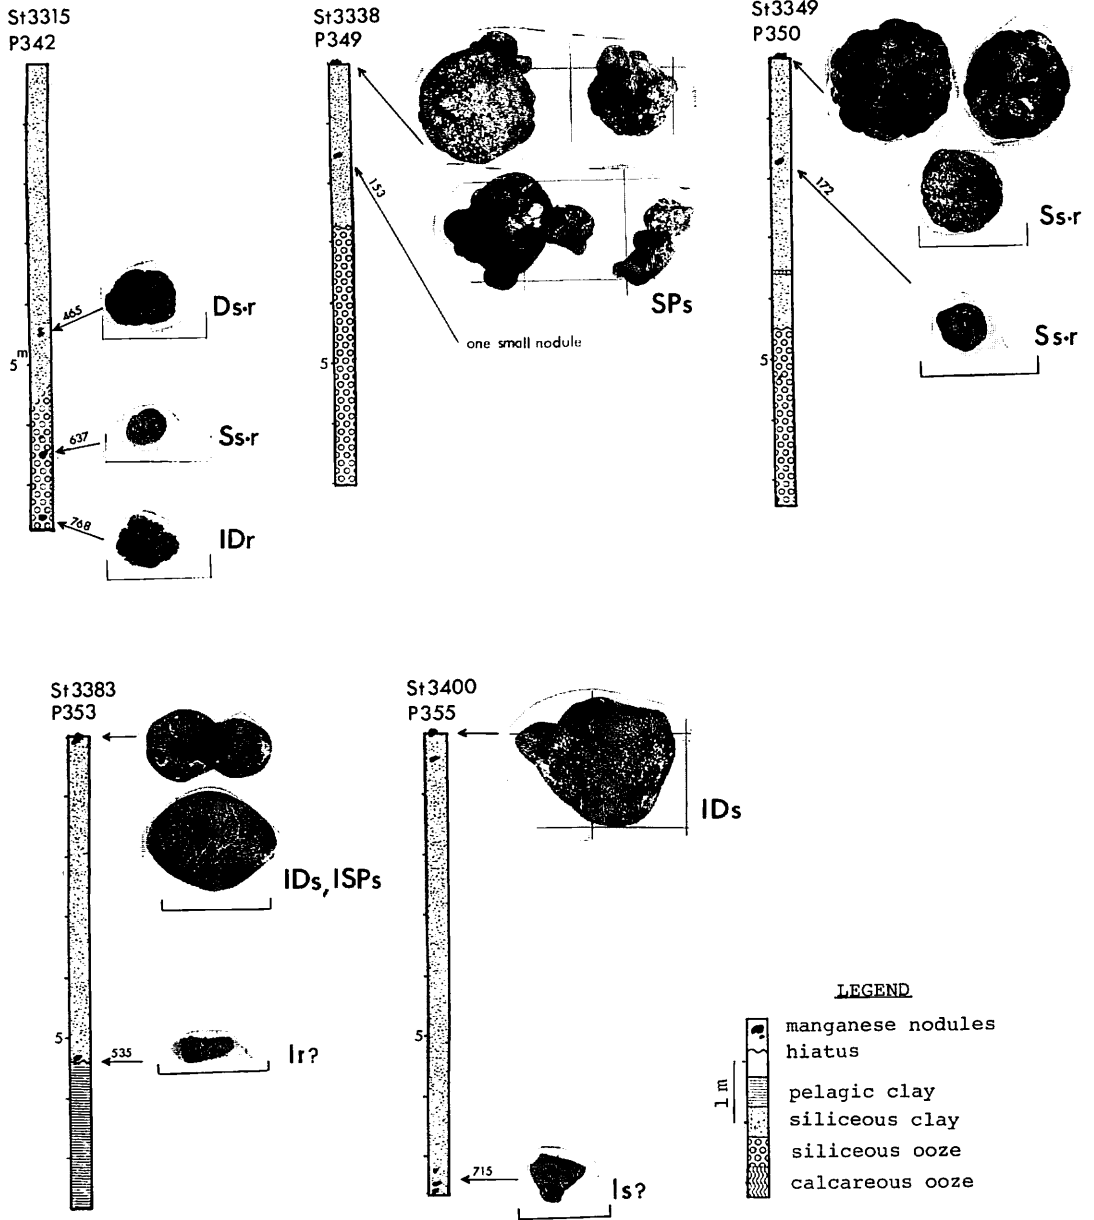 St3315
P342
465
Ds·r
5m
637
Ss·r
768
IDr
St3338
P349
153
SPs
one small nodule
5
St3349
P350
172
Ss·r
Ss·r
5
St3383
P353
IDs, ISPs
5
535
Ir?
St3400
P355
IDs
5
715
Is?
LEGEND
manganese nodules
hiatus
1 m
pelagic clay
siliceous clay
siliceous ooze
calcareous ooze